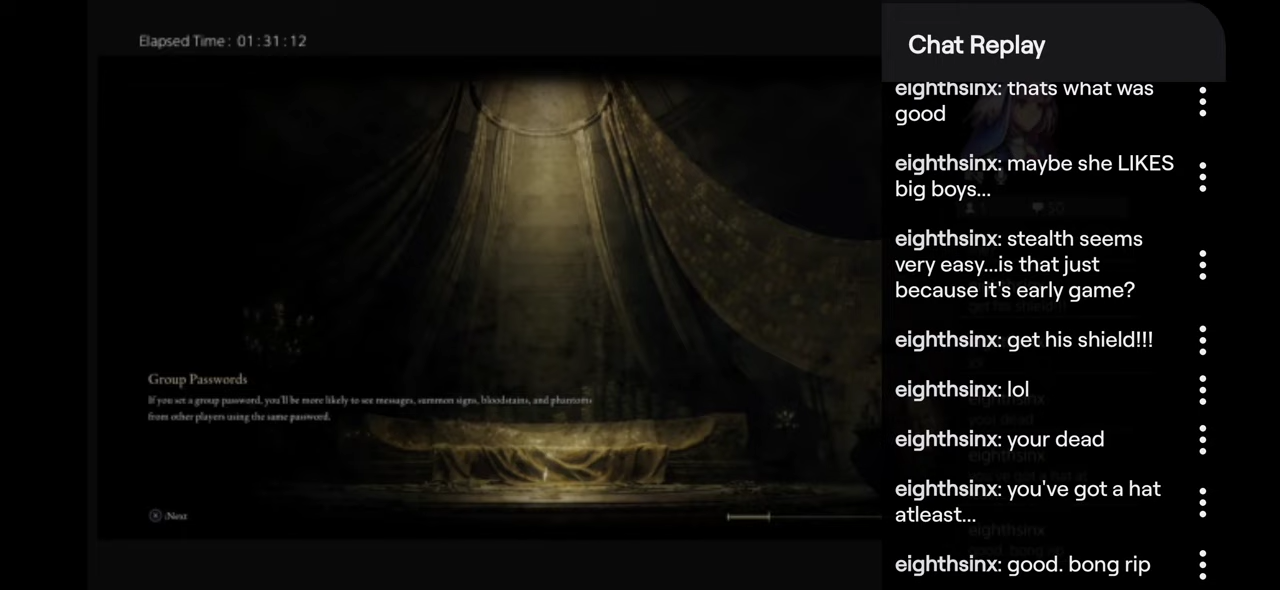 Elapsed Time : 01:31:12
Group Passwords
If you set a group password, you'll be more likely to see messages, summon signs, bloodstains, and phantoms
from other players using the same password.
:Next
Chat Replay
eighthsinx: thats what was
good
eighthsinx: maybe she LIKES
big boys...
eighthsinx: stealth seems
very easy...is that just
because it's early game?
eighthsinx: get his shield!!!
eighthsinx: lol
eighthsinx: your dead
eighthsinx: you've got a hat
atleast...
eighthsinx: good. bong rip